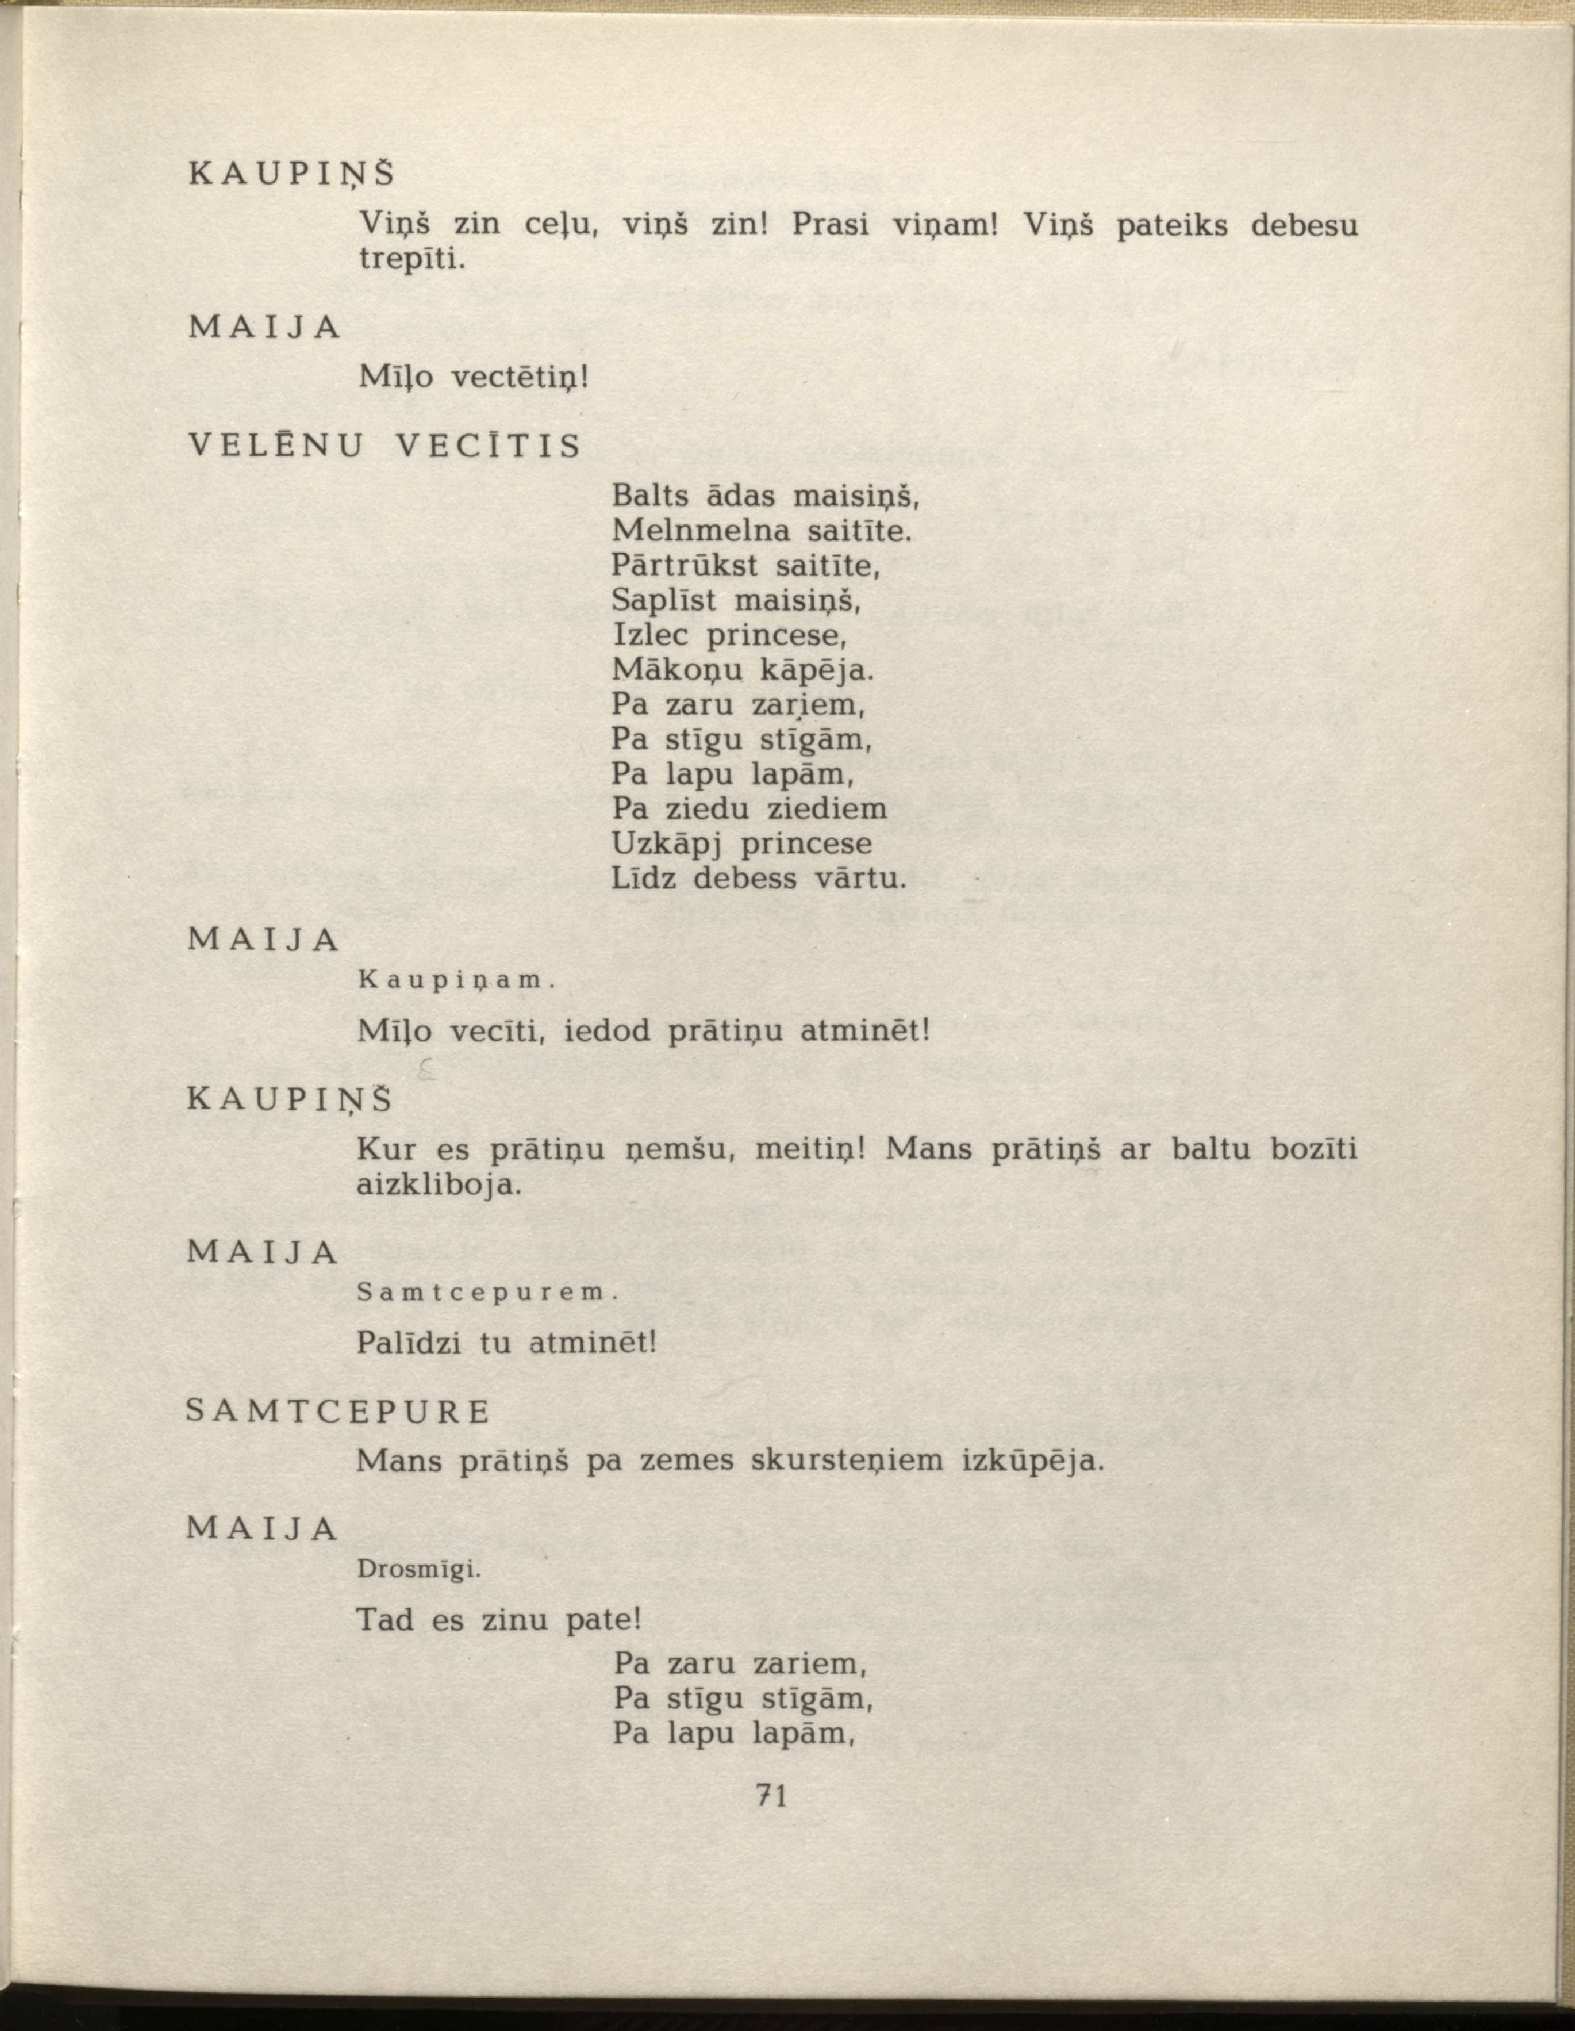 KAUPIŅŠ
Viņš zin ceļu, viņš zin! Prasi viņam! Viņš pateiks debesu
trepīti.
MAIJA
Mīļo vectētiņ!
VELĒNU VECĪTIS
Balts ādas maisiņš,
Melnmelna saitīte.
Pārtrūkst saitīte,
Saplīst maisiņš,
Izlec princese,
Mākoņu kāpēja.
Pa zaru zariem,
Pa stīgu stīgām,
Pa lapu lapām,
Pa ziedu ziediem
Uzkāpj princese
Līdz debess vārtu.
MAIJA
Kaupiņam.
Mīļo vecīti, iedod prātiņu atminēt!
KAUPIŅŠ
Kur es prātiņu ņemšu, meitiņ! Mans prātiņš ar baltu bozīti
aizkliboja.
MAIJA
Samtcepurem.
Palīdzi tu atminēt!
SAMTCEPURE
Mans prātiņš pa zemes skursteņiem izkūpēja.
MAIJA
Drosmīgi.
Tad es zinu pate!
Pa zaru zariem,
Pa stīgu stīgām,
Pa lapu lapām,
71